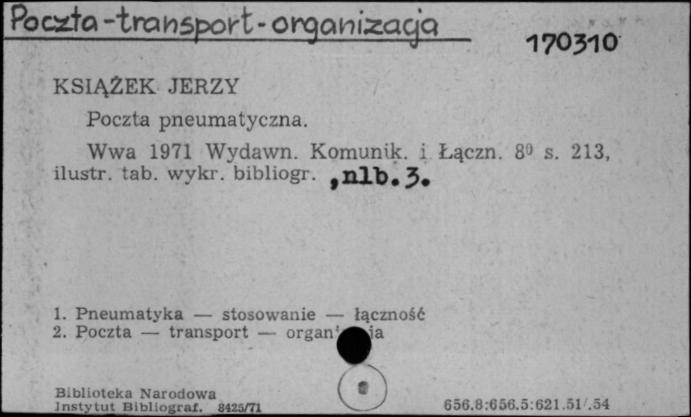 Poczta-transport-organizacja
170310
KSIĄŻEK JERZY
Poczta pneumatyczna.
Wwa 1971 Wydawn. Komunik. i Łączn. 8⁰ s. 213,
ilustr. tab. wykr. bibliogr. , nlb. 3.
1. Pneumatyka — stosowanie — łączność
2. Poczta — transport —
Biblioteka Narodowa
Instytut Bibliograf. 8425/71
656.8:656.5:621.51/.54